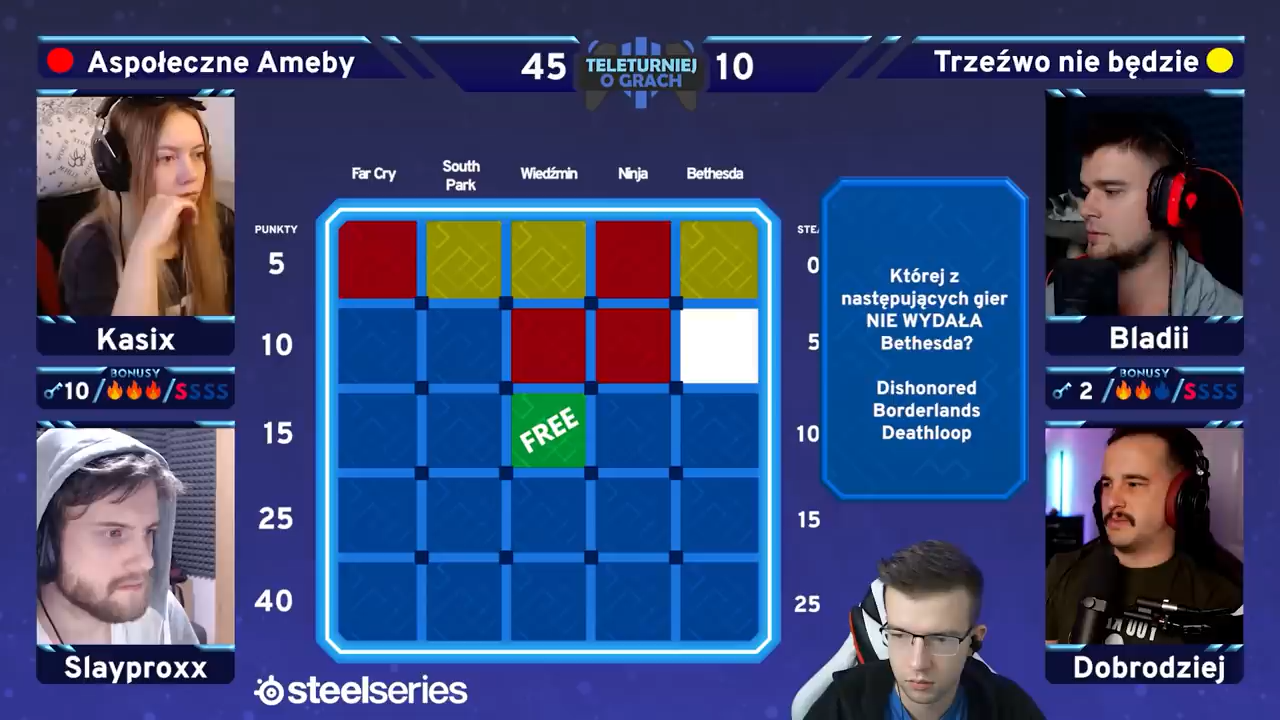 Aspołeczne Ameby
45
TELETURNIEJ
O GRACH
10
Trzeźwo nie będzie
Far Cry
South
Park
Wiedźmin
Ninja
Bethesda
PUNKTY
5
10
15
25
40
FREE
0
5
10
15
25
Której z
następujących gier
NIE WYDAŁA
Bethesda?
Dishonored
Borderlands
Deathloop
Kasix
BONUSY
10 / / SSSS
Slayproxx
Bladii
BONUSY
2 / / SSSS
Dobrodziej
steelseries